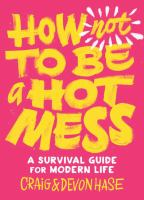 HOW not
TO BE
a HOT
MESS
A SURVIVAL GUIDE
FOR MODERN LIFE
CRAIG & DEVON HASE